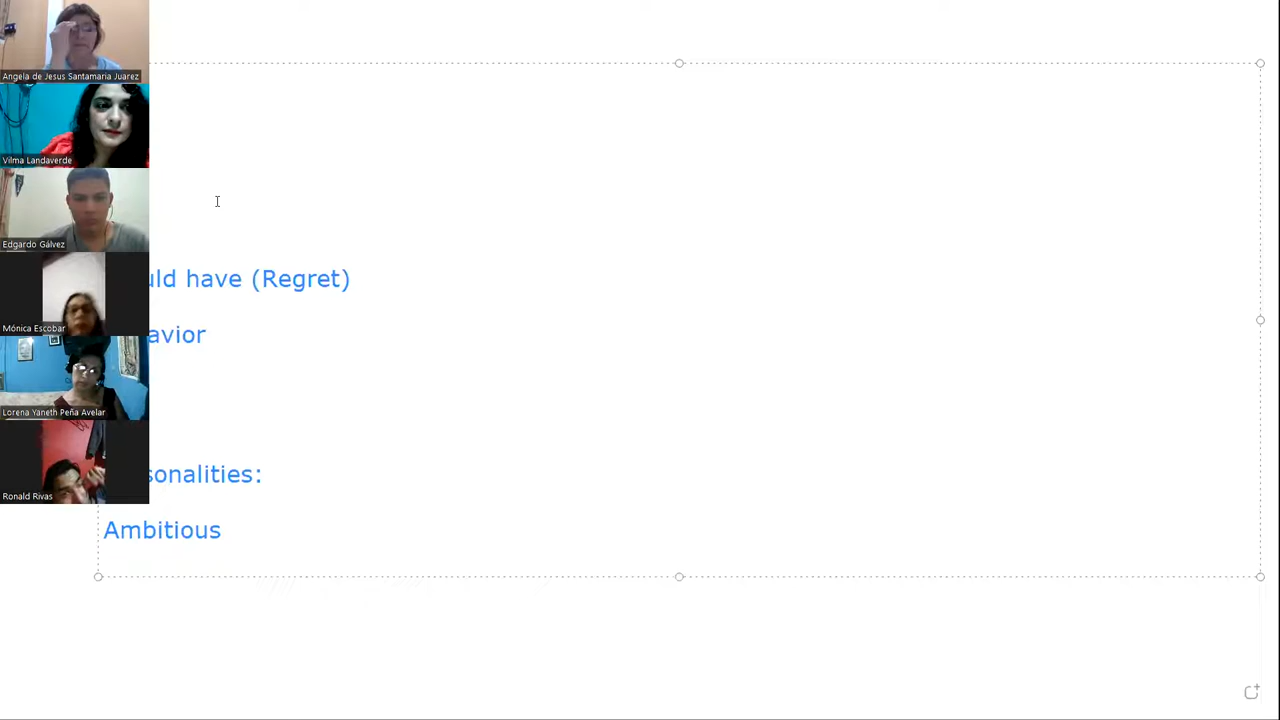 Angela de Jesus Santamaria Juarez
Vilma Landaverde
Edgardo Gálvez
uld have (Regret)
Mónica Escobar
avior
Lorena Yaneth Peña Avelar
sonalities:
Ronald Rivas
Ambitious